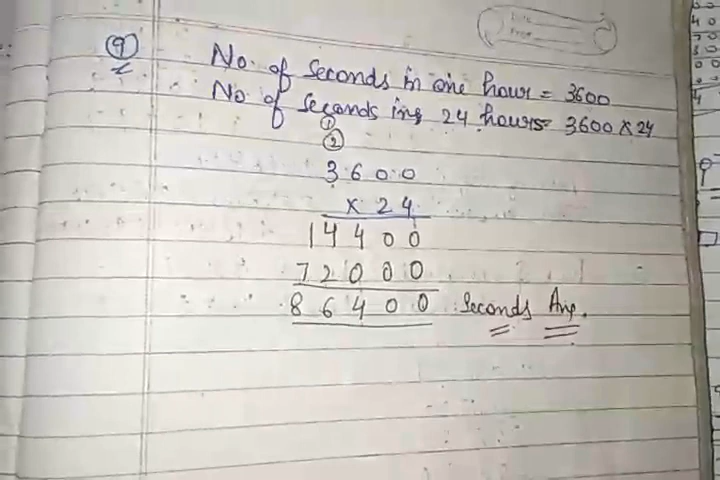 9
No. of seconds in one hour = 3600
No of seconds ing 24 hours = 3600 × 24
1
2
3600
× 24
14400
72000
86400 seconds Ans.